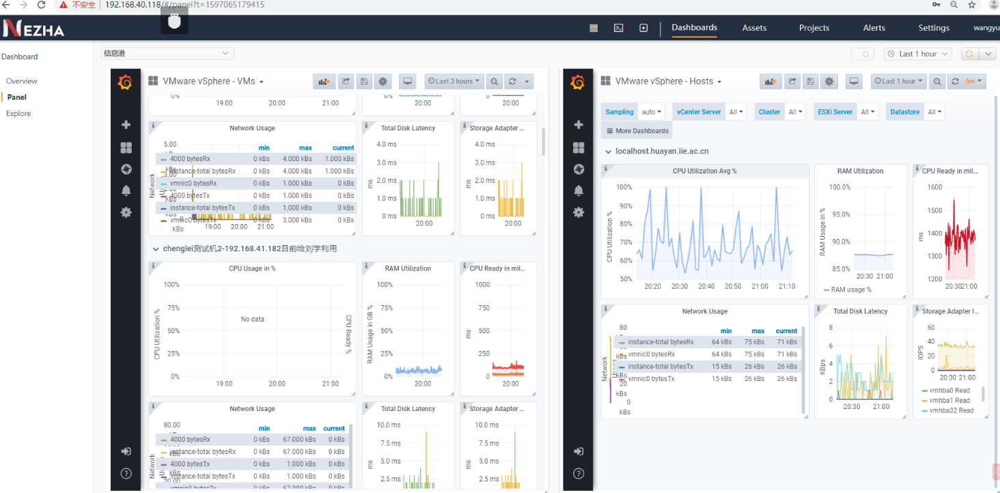 不安全 192.168.40.118/#/panel?t=1597065179415
NEZHA
Dashboards Assets Projects Alerts Settings wangyu
Dashboard
Overview
Panel
Explore
信息港
Last 1 hour
VMware vSphere - VMs
Last 3 hours
0%
19:00 20:00 21:00
0%
20:00
0
20:00
Network Usage
5.00
kBs
3.00
kBs
0
kBs
Network
min max current
4000 bytesRx 0 kBs 4.000 kBs 1.000 kBs
instance-total bytesRx 0 kBs 4.000 kBs 1.000 kBs
vmnic0 bytesRx 0 kBs 1.000 kBs 0 kBs
4000 bytesTx 0 kBs 1.000 kBs 0 kBs
instance-total bytesTx 0 kBs 1.000 kBs 0 kBs
vmnic0 bytesTx 0 kBs 3.000 kBs 0 kBs
19:00 20:00 21:00
Total Disk Latency
4.0 ms
3.0 ms
2.0 ms
1.0 ms
0 ms
ms
20:00
Storage Adapter ...
4.0 ms
3.0 ms
2.0 ms
1.0 ms
0 ms
ms
20:00
chenglei测试机2-192.168.41.182目前给刘学利用
CPU Usage in %
100%
75%
50%
25%
0%
CPU Utilization %
No data
CPU Ready %
19:00 20:00 21:00
RAM Utilization
100%
75%
50%
25%
0%
RAM Usage in GB %
20:00
CPU Ready in mil...
1000
750
500
250
0
ms
20:00
Network Usage
80.00
kBs
20.00
Network
min max current
4000 bytesRx 0 kBs 67.000 kBs 0 kBs
instance-total bytesRx 0 kBs 67.000 kBs 0 kBs
4000 bytesTx 0 kBs 1.000 kBs 0 kBs
instance-total bytesTx 0 kBs 1.000 kBs 0 kBs
vmnic0 bytesRx 0 kBs 67.000 kBs 0 kBs
Total Disk Latency
10.0 ms
7.5 ms
5.0 ms
2.5 ms
ms
Storage Adapter ...
10.0 ms
7.5 ms
5.0 ms
2.5 ms
ms
VMware vSphere - Hosts
Last 1 hour 5m
Sampling auto vCenter Server All Cluster All ESXi Server All Datastore All
More Dashboards
localhost.huayan.iie.ac.cn
CPU Utilization Avg %
100%
90%
80%
70%
60%
50%
CPU Utilization %
20:20 20:30 20:40 20:50 21:00 21:10
RAM Utilization
100.0%
95.0%
90.0%
85.0%
RAM Usage in %
20:30 21:00
RAM usage %
CPU Ready in mil...
1600
1500
1400
1300
1200
ms
20:30 21:00
Network Usage
80
kBs
kBs
20
kBs
0
kBs
Network
min max current
instance-total bytesRx 64 kBs 75 kBs 71 kBs
vmnic0 bytesRx 64 kBs 75 kBs 71 kBs
instance-total bytesTx 15 kBs 26 kBs 26 kBs
vmnic0 bytesTx 15 kBs 26 kBs 26 kBs
Total Disk Latency
8
6
4
2
0
KBps
20:30 21:00
Storage Adapter I...
60
40
20
0
IOPS
20:30 21:00
vmhba0 Read
vmhba1 Read
vmhba32 Read